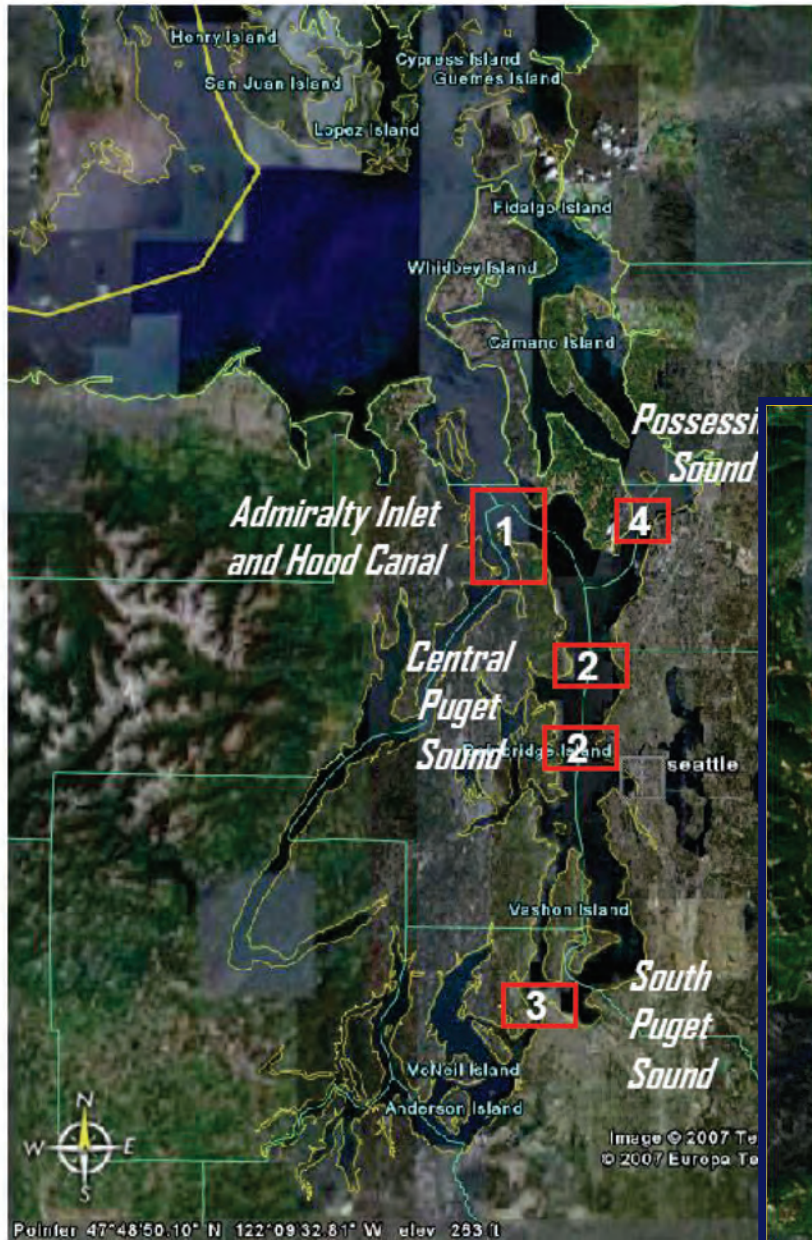 Henry Island
San Juan Island
Cypress Island
Guemes Island
Lopez Island
Fidalgo Island
Whidbey Island
Camano Island
Possessi
Sound
Admiralty Inlet
and Hood Canal
1
4
Central
Puget
Sound
2
2
bridge Island
seattle
Vashon Island
South
Puget
Sound
3
McNeil Island
Anderson Island
N
W
E
S
Image © 2007 Te
© 2007 Europa Te
Pointer 47°48'50.10" N 122°09'32.81" W elev 253 ft